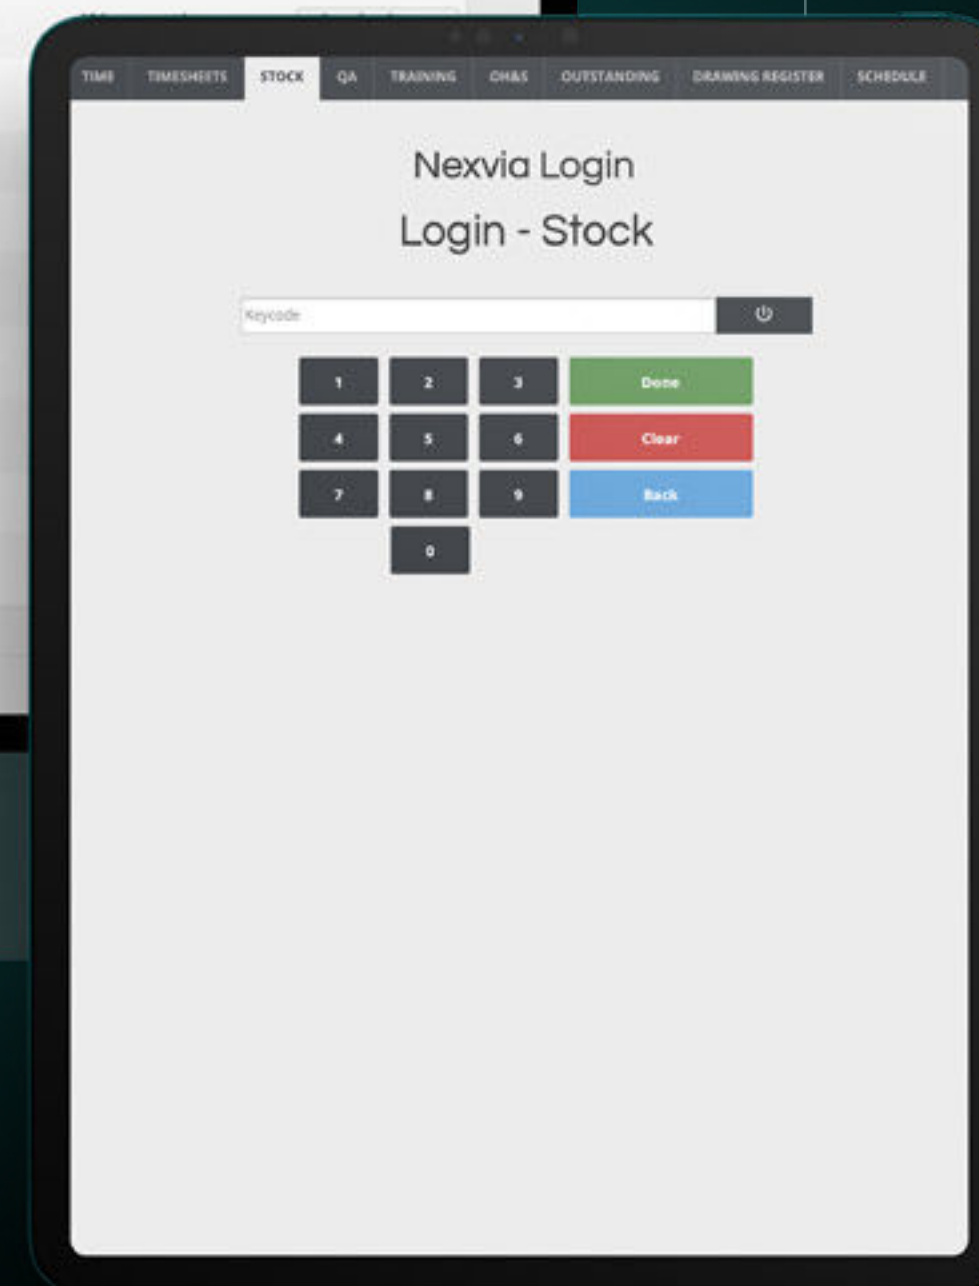 TIME TIMESHEETS STOCK QA TRAINING OH&S OUTSTANDING DRAWING REGISTER SCHEDULE
Nexvia Login
Login - Stock
Keycode
1 2 3 Done
4 5 6 Clear
7 8 9 Back
0